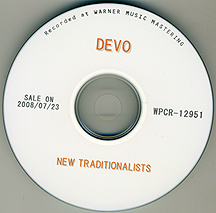 Recorded at WARNER MUSIC MASTERING
DEVO
SALE ON
2008/07/23
WPCR-12951
NEW TRADITIONALISTS